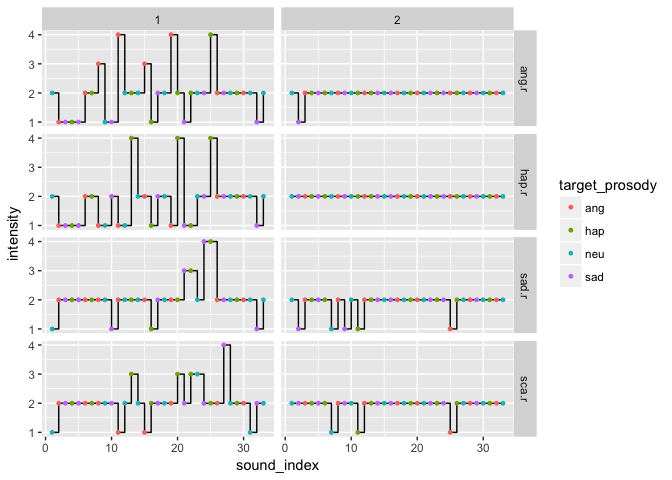 1 2
4
3
2
1
ang.r
4
3
2
1
hap.r
4
3
2
1
sad.r
4
3
2
1
sca.r
intensity
0 10 20 30 0 10 20 30
sound_index
target_prosody
ang
hap
neu
sad